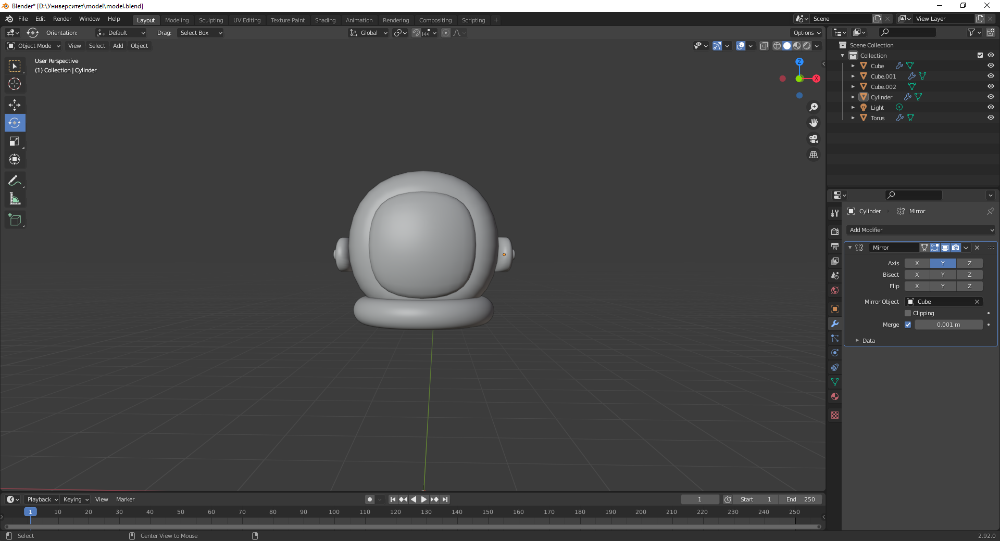 Blender* [D:\Университет\model\model.blend]
File Edit Render Window Help
Layout Modeling Sculpting UV Editing Texture Paint Shading Animation Rendering Compositing Scripting +
Scene
View Layer
Orientation: Default Drag: Select Box
Global
Options
Object Mode View Select Add Object
User Perspective
(1) Collection | Cylinder
Z
X
Scene Collection
Collection
Cube
Cube.001
Cube.002
Cylinder
Light
Torus
Cylinder Mirror
Add Modifier
Mirror
Axis X Y Z
Bisect X Y Z
Flip X Y Z
Mirror Object Cube
Clipping
Merge 0.001 m
Data
Playback Keying View Marker
1 Start 1 End 250
1 10 20 30 40 50 60 70 80 90 100 110 120 130 140 150 160 170 180 190 200 210 220 230 240 250
Select Center View to Mouse
2.92.0